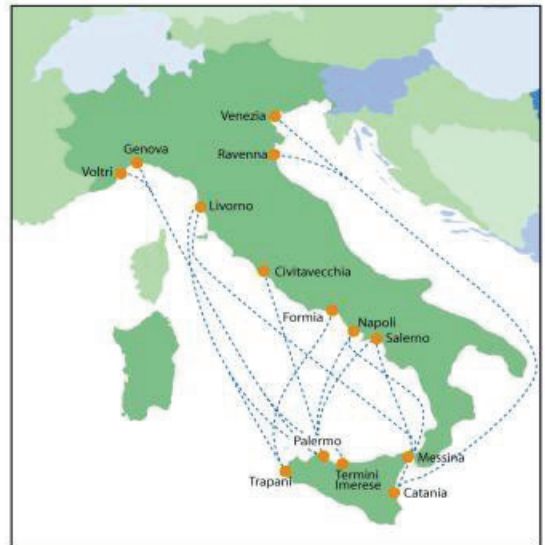 Venezia
Ravenna
Genova
Voltri
Livorno
Civitavecchia
Formia
Napoli
Salerno
Palermo
Messina
Trapani
Termini
Imerese
Catania